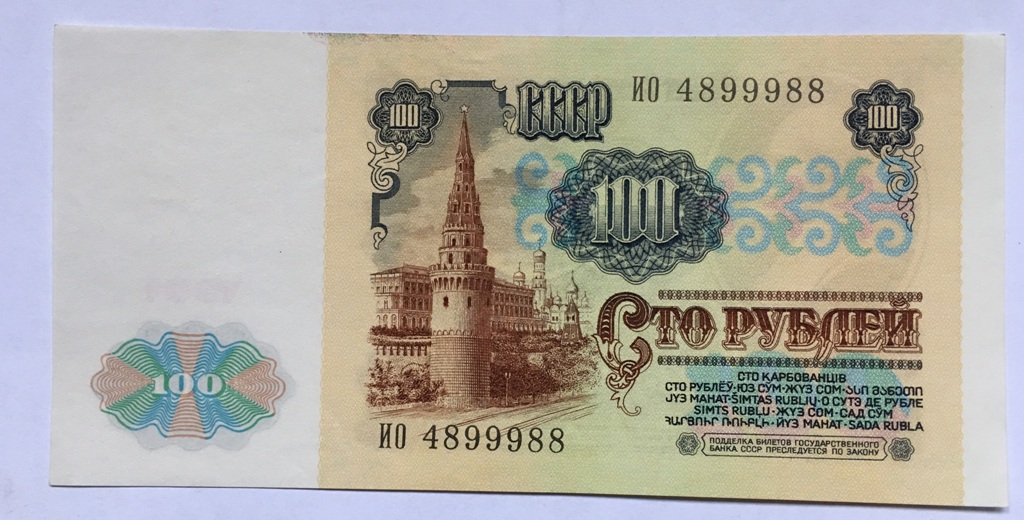 100
СССР
ИО 4899988
100
100
СТО РУБЛЕЙ
СТО КАРБОВАНЦІВ
СТО РУБЛЁЎ·ЮЗ СЎМ·ЖҮЗ СОМ·ᲐᲡᲘ ᲛᲐᲜᲔᲗᲘ
ЈҮЗ МАНАТ·ŠIMTAS RUBLIŲ·О СУТЭ ДЕ РУБЛЕ
SIMTS RUBĻU·ЖҮЗ СОМ·САД СӮМ
ՀԱՐՅՈՒՐ ՌՈՒԲԼԻ·ЙҮЗ МАНАТ·SADA RUBLA
ПОДДЕЛКА БИЛЕТОВ ГОСУДАРСТВЕННОГО
БАНКА СССР ПРЕСЛЕДУЕТСЯ ПО ЗАКОНУ
ИО 4899988
100